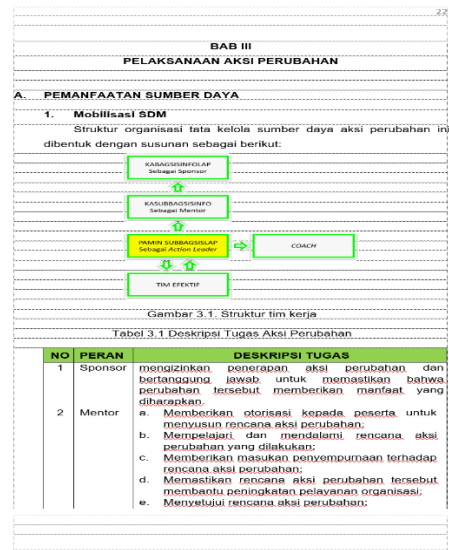 22
BAB III
PELAKSANAAN AKSI PERUBAHAN
A. PEMANFAATAN SUMBER DAYA
1. Mobilisasi SDM
Struktur organisasi tata kelola sumber daya aksi perubahan ini
dibentuk dengan susunan sebagai berikut:
KABAGSISINFOLAP
Sebagai Sponsor
KASUBBAGSISINFO
Sebagai Mentor
PAMIN SUBBAGSISLAP
Sebagai Action Leader
COACH
TIM EFEKTIF
Gambar 3.1. Struktur tim kerja
Tabel 3.1 Deskripsi Tugas Aksi Perubahan
NO PERAN DESKRIPSI TUGAS
1 Sponsor mengizinkan penerapan aksi perubahan dan
bertanggung jawab untuk memastikan bahwa
perubahan tersebut memberikan manfaat yang
diharapkan.
2 Mentor a. Memberikan otorisasi kepada peserta untuk
menyusun rencana aksi perubahan;
b. Mempelajari dan mendalami rencana aksi
perubahan yang dilakukan;
c. Memberikan masukan penyempurnaan terhadap
rencana aksi perubahan;
d. Memastikan rencana aksi perubahan tersebut
membantu peningkatan pelayanan organisasi;
e. Menyetujui rencana aksi perubahan;